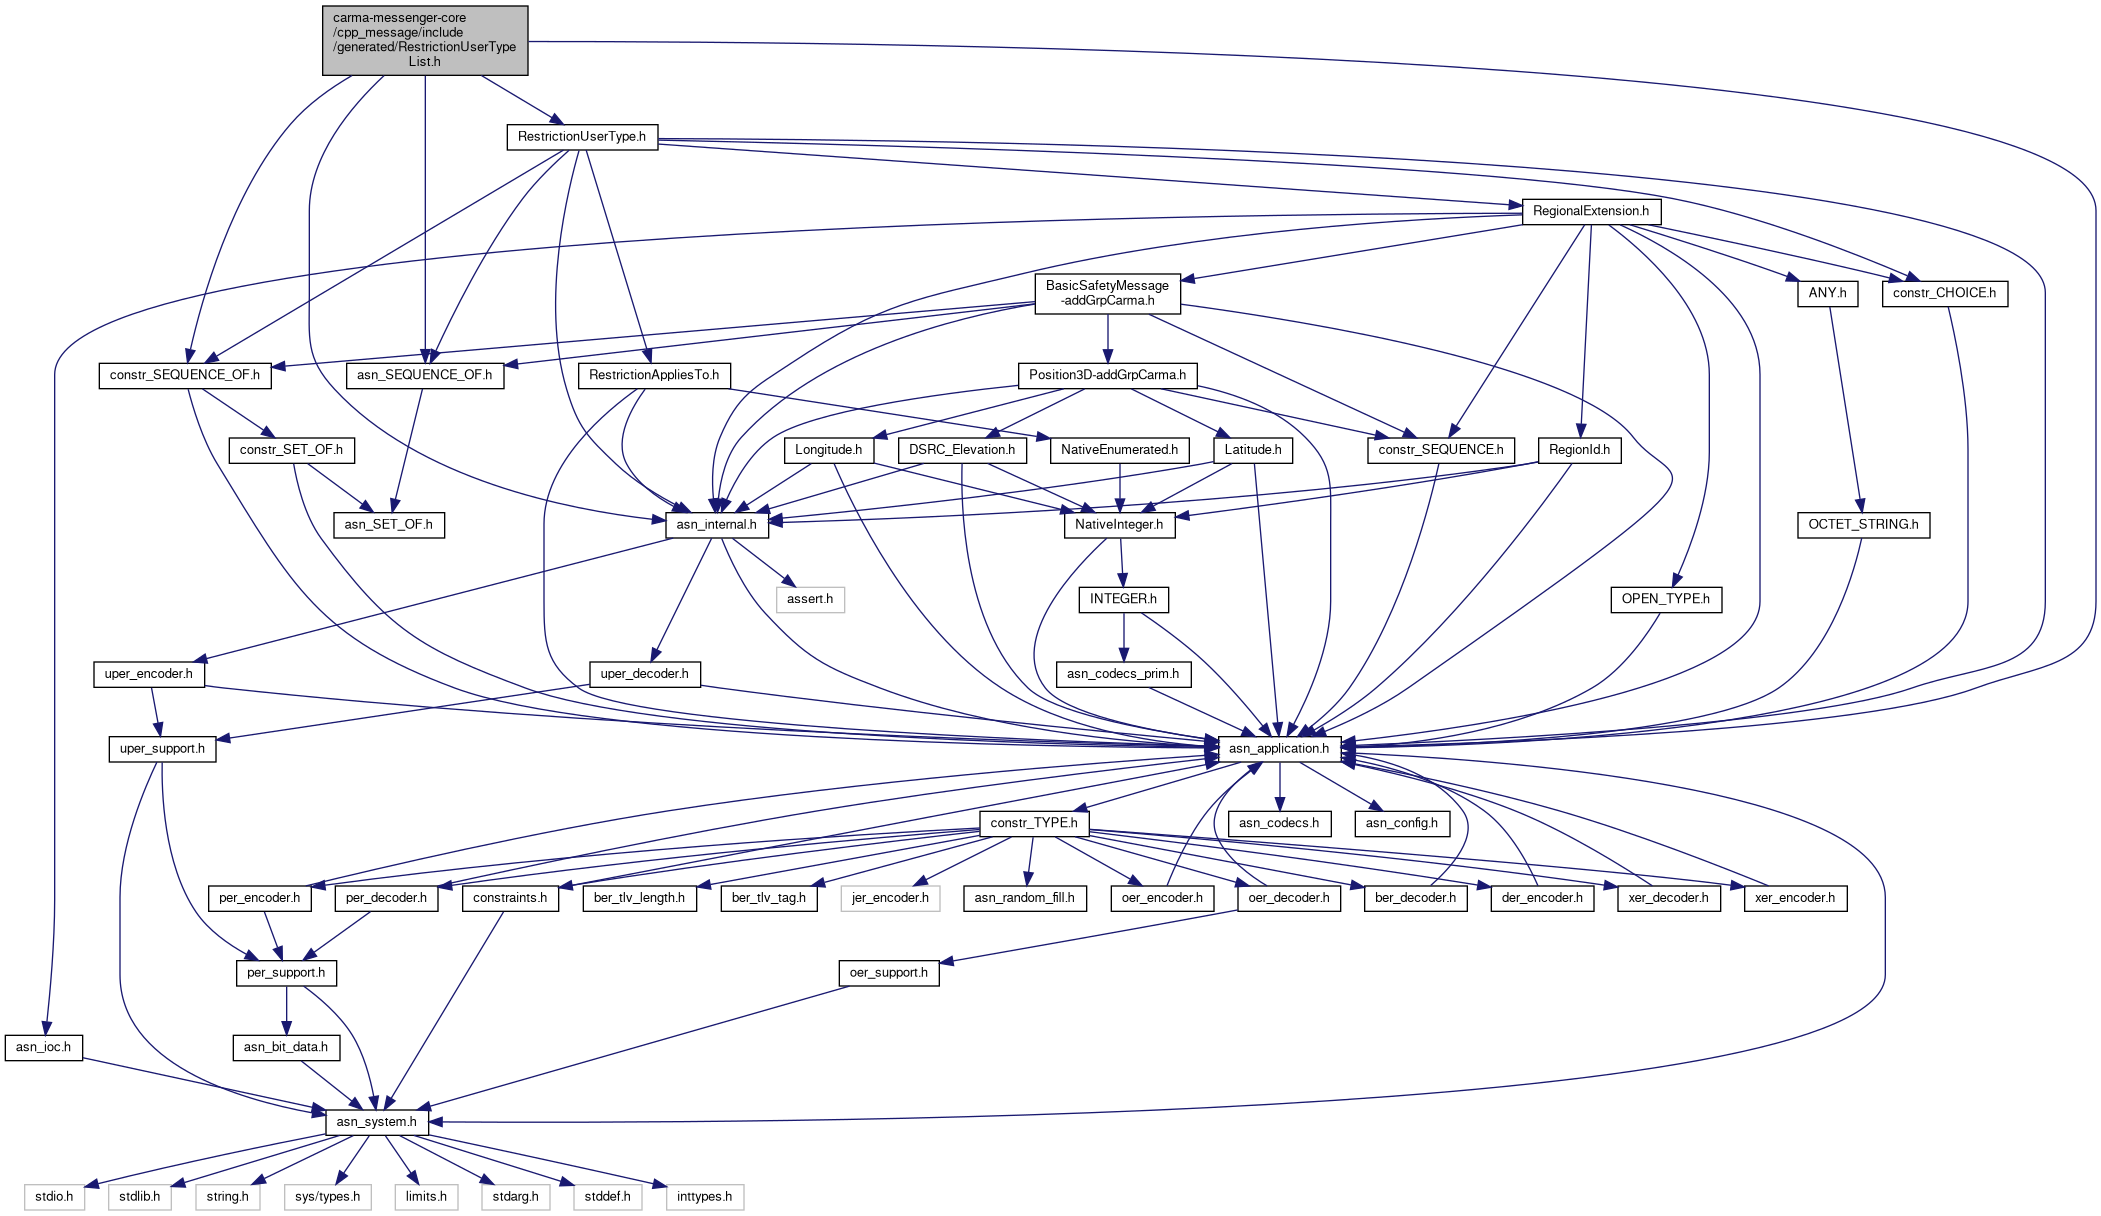 carma-messenger-core
/cpp_message/include
/generated/RestrictionUserType
List.h
RestrictionUserType.h
RegionalExtension.h
BasicSafetyMessage
-addGrpCarma.h
ANY.h
constr_CHOICE.h
constr_SEQUENCE_OF.h
asn_SEQUENCE_OF.h
RestrictionAppliesTo.h
Position3D-addGrpCarma.h
constr_SET_OF.h
Longitude.h
DSRC_Elevation.h
NativeEnumerated.h
Latitude.h
constr_SEQUENCE.h
RegionId.h
asn_SET_OF.h
asn_internal.h
NativeInteger.h
OCTET_STRING.h
assert.h
INTEGER.h
OPEN_TYPE.h
uper_encoder.h
uper_decoder.h
asn_codecs_prim.h
uper_support.h
asn_application.h
constr_TYPE.h
asn_codecs.h
asn_config.h
per_encoder.h
per_decoder.h
constraints.h
ber_tlv_length.h
ber_tlv_tag.h
jer_encoder.h
asn_random_fill.h
oer_encoder.h
oer_decoder.h
ber_decoder.h
der_encoder.h
xer_decoder.h
xer_encoder.h
per_support.h
oer_support.h
asn_ioc.h
asn_bit_data.h
asn_system.h
stdio.h
stdlib.h
string.h
sys/types.h
limits.h
stdarg.h
stddef.h
inttypes.h